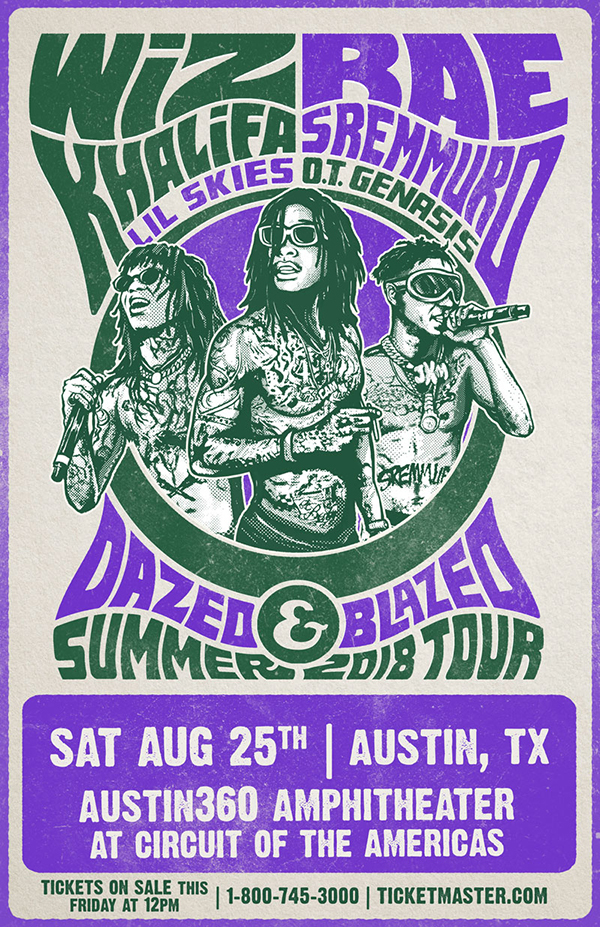 WiZ RAE
KHALiFA SREMMURD
LIL SKIES O.T. GENASIS
SKM
SREMMLIFE
DAZED & BLAZED
SUMMER 2018 TOUR
SAT AUG 25TH | AUSTIN, TX
AUSTIN360 AMPHITHEATER
AT CIRCUIT OF THE AMERICAS
TICKETS ON SALE THIS
FRIDAY AT 12PM | 1-800-745-3000 | TICKETMASTER.COM